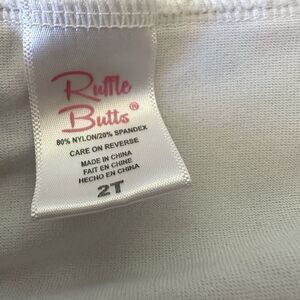 Ruffle
Butts®
80% NYLON/20% SPANDEX
CARE ON REVERSE
MADE IN CHINA
FAIT EN CHINE
HECHO EN CHINA
2T